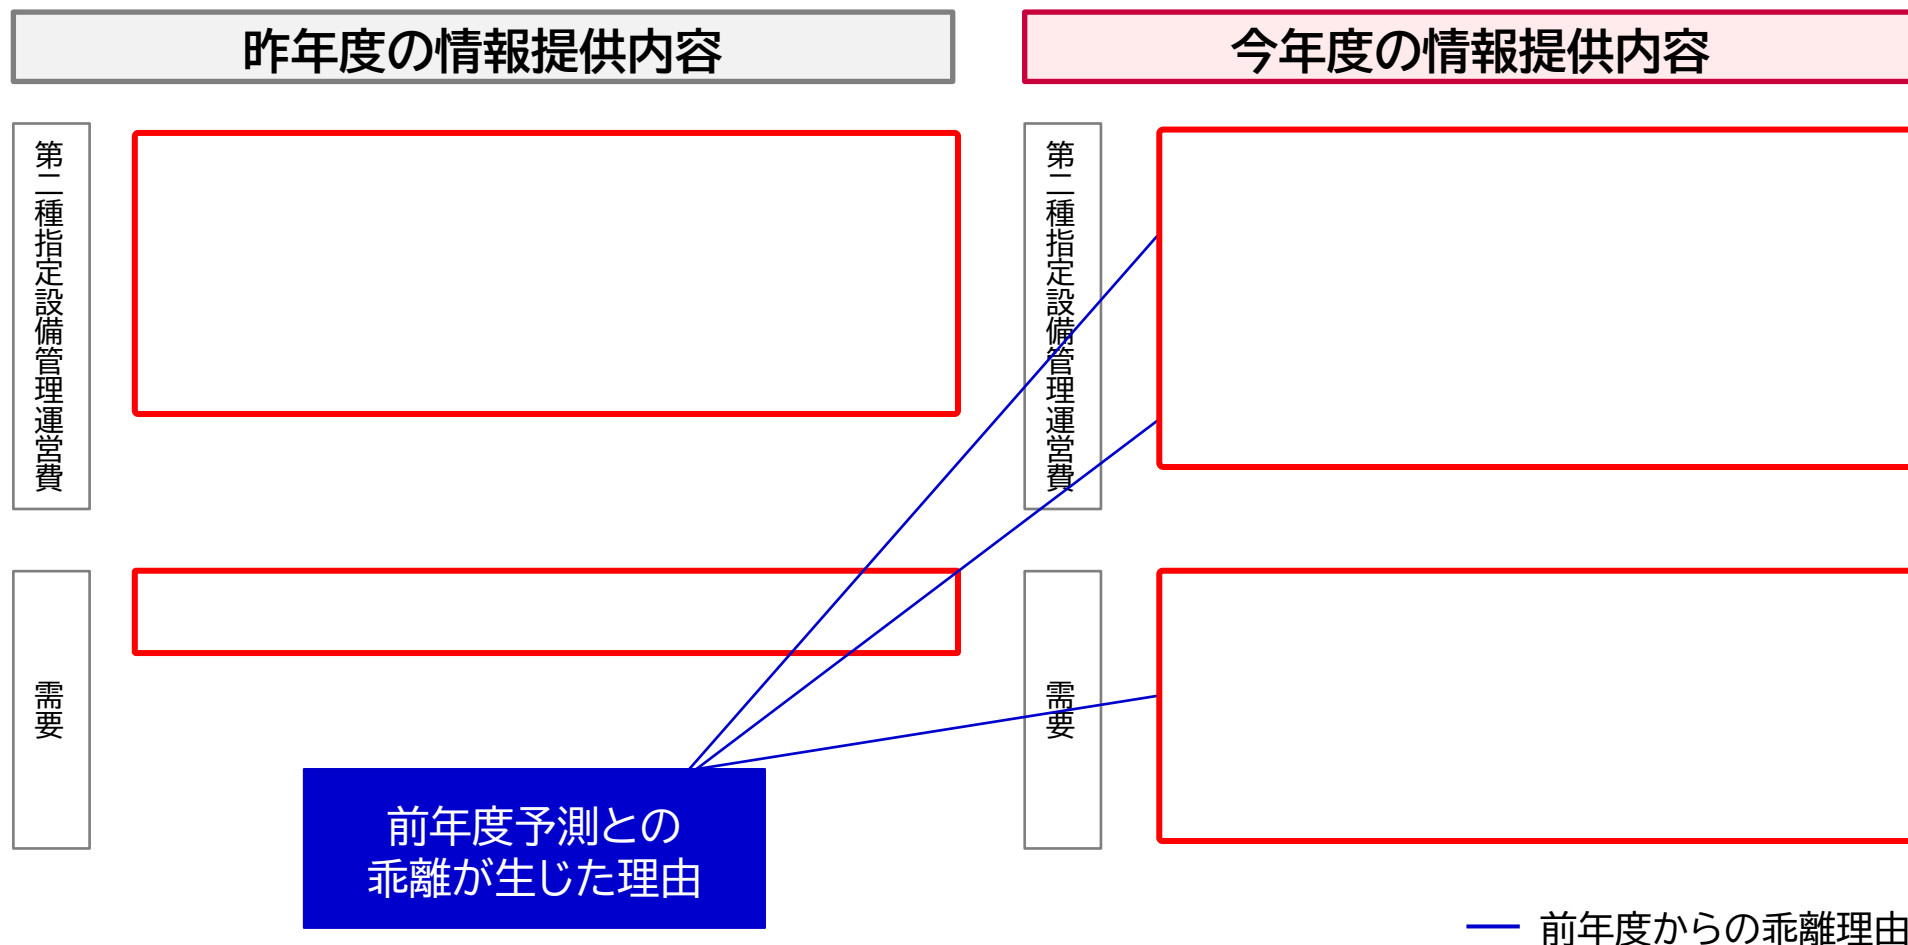 昨年度の情報提供内容
今年度の情報提供内容
第二種指定設備管理運営費
第二種指定設備管理運営費
需要
需要
前年度予測との
乖離が生じた理由
前年度からの乖離理由